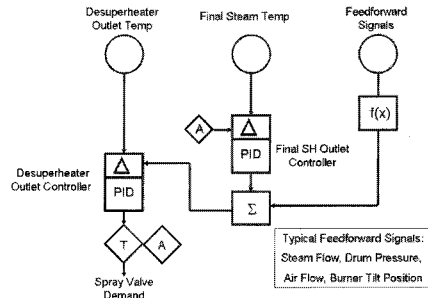 Desuperheater
Outlet Temp
Final Steam Temp
Feedforward
Signals
f(x)
A
Δ
PID
Final SH Outlet
Controller
Desuperheater
Outlet Controller
Δ
PID
Σ
T
A
Spray Valve
Demand
Typical Feedforward Signals:
Steam Flow, Drum Pressure,
Air Flow, Burner Tilt Position